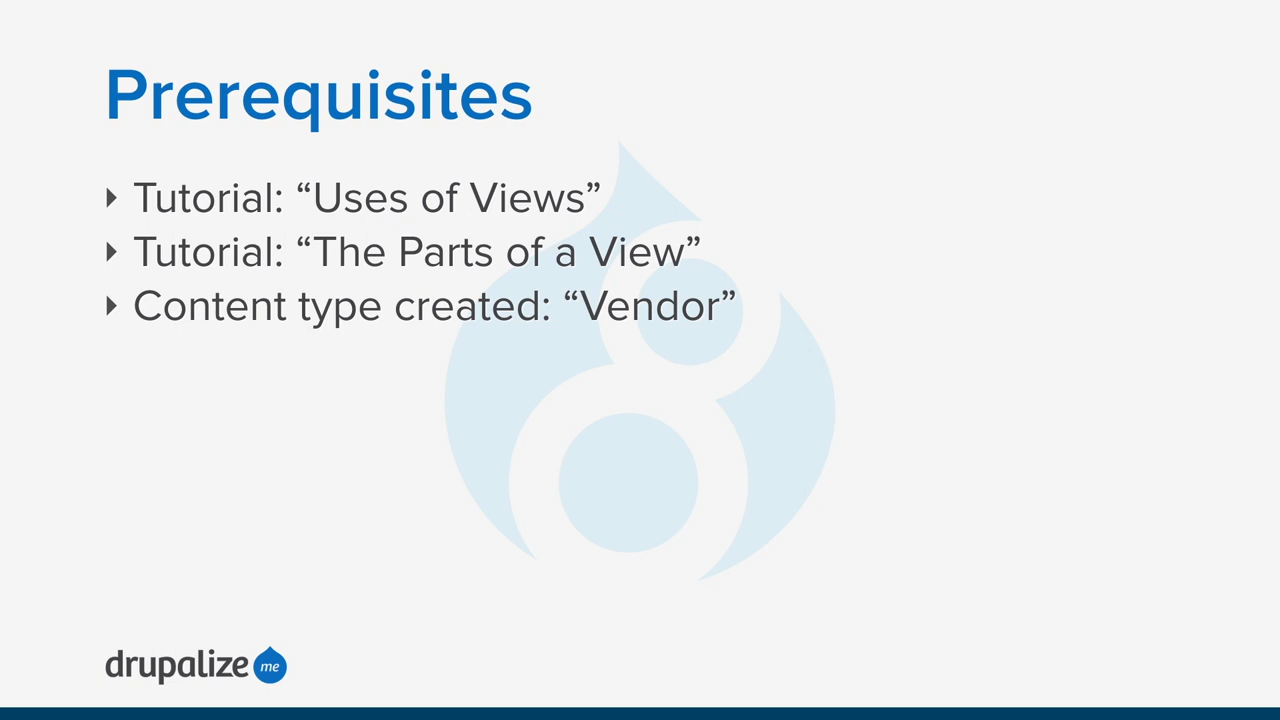 Prerequisites
Tutorial: “Uses of Views”
Tutorial: “The Parts of a View”
Content type created: “Vendor”
drupalize me